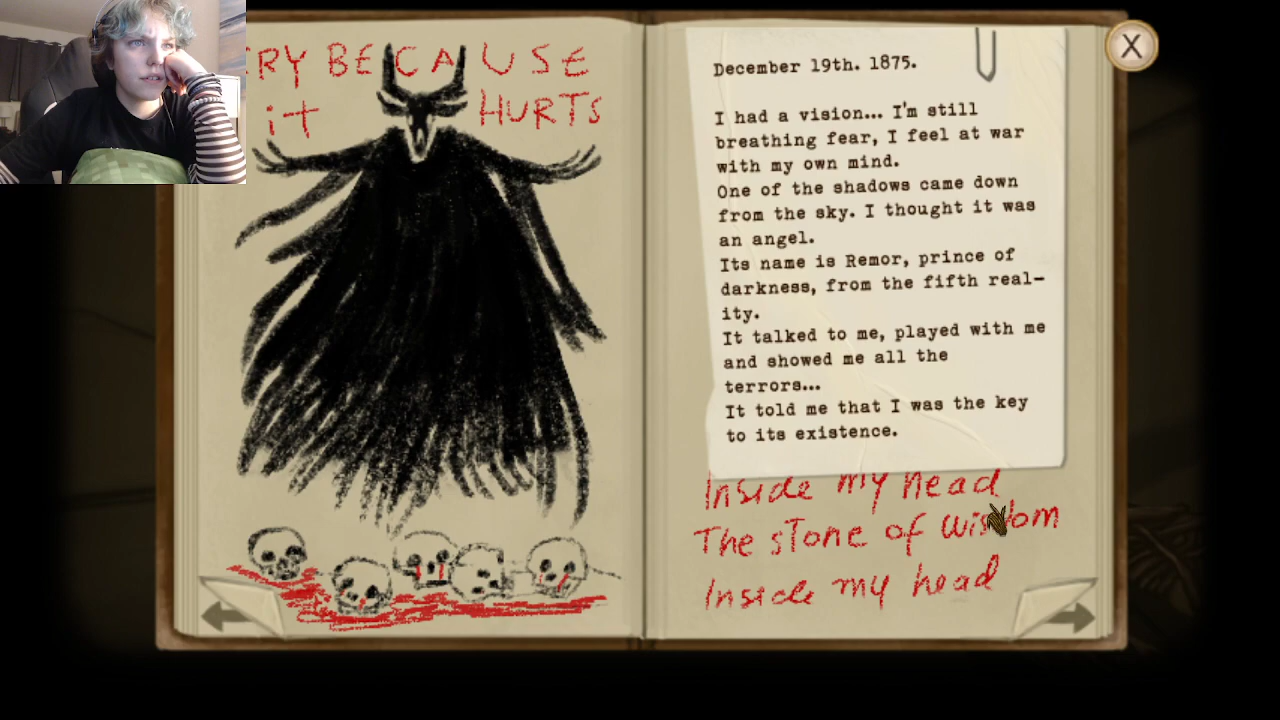 RY BECAUSE
it HURTS
December 19th. 1875.
I had a vision... I'm still
breathing fear, I feel at war
with my own mind.
One of the shadows came down
from the sky. I thought it was
an angel.
Its name is Remor, prince of
darkness, from the fifth real-
ity.
It talked to me, played with me
and showed me all the
terrors...
It told me that I was the key
to its existence.
Inside my head
The stone of wisdom
Inside my head
X